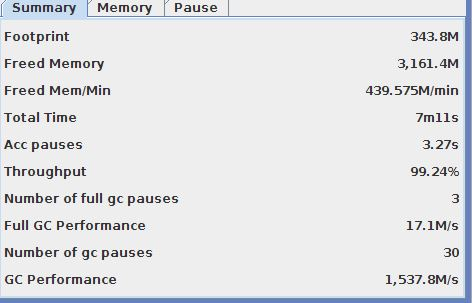 Summary Memory Pause
Footprint 343.8M
Freed Memory 3,161.4M
Freed Mem/Min 439.575M/min
Total Time 7m11s
Acc pauses 3.27s
Throughput 99.24%
Number of full gc pauses 3
Full GC Performance 17.1M/s
Number of gc pauses 30
GC Performance 1,537.8M/s